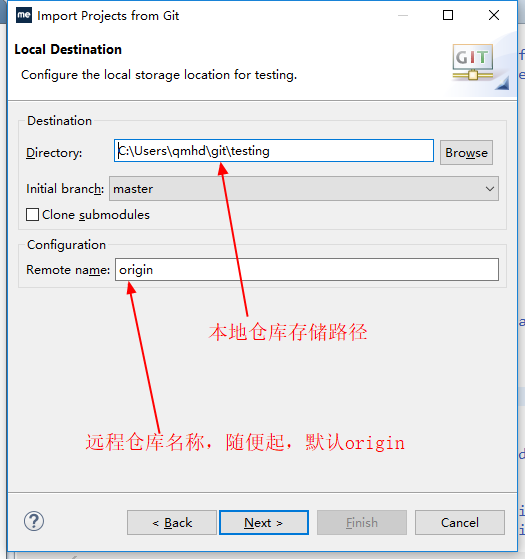 me Import Projects from Git
Local Destination
Configure the local storage location for testing.
GIT
Destination
Directory: C:\Users\qmhd\git\testing Browse
Initial branch: master
Clone submodules
Configuration
Remote name: origin
本地仓库存储路径
远程仓库名称，随便起，默认origin
? < Back Next > Finish Cancel